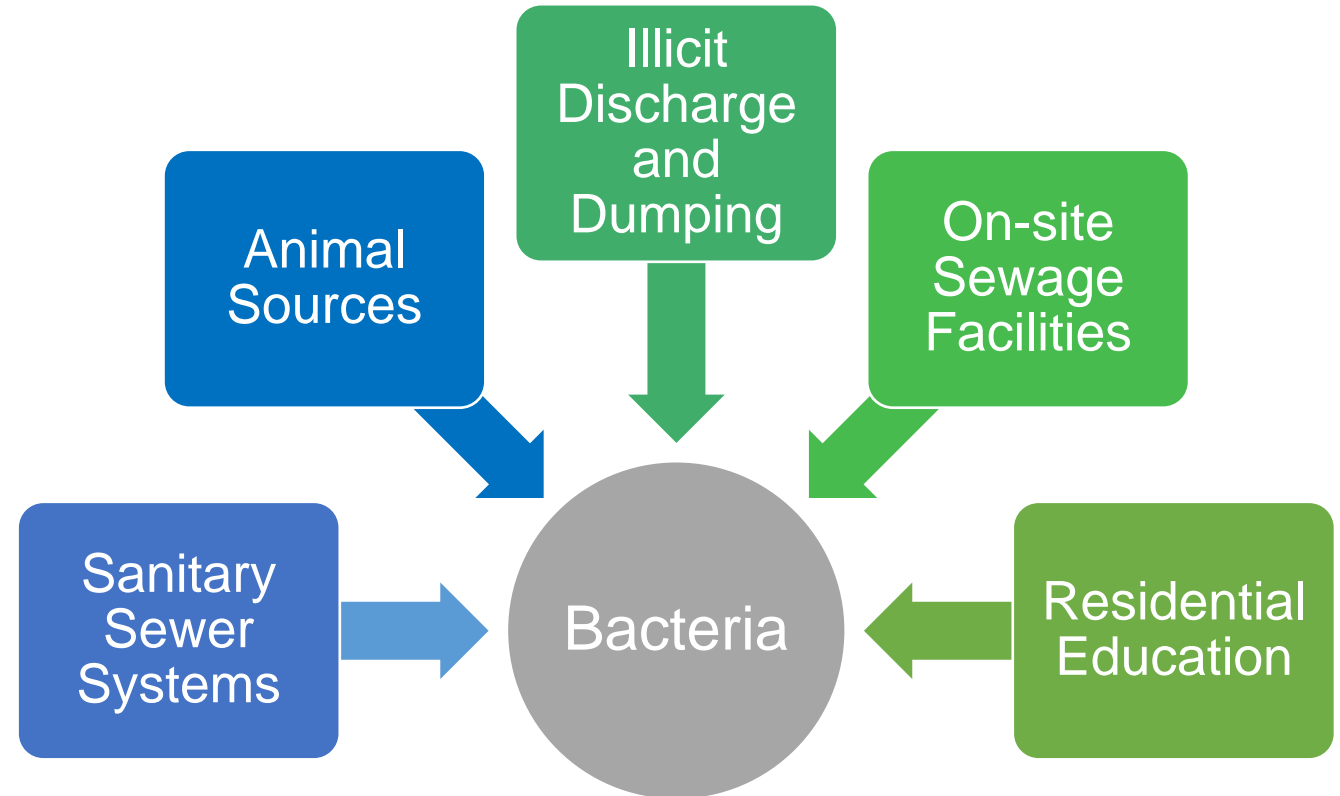 Illicit
Discharge
and
Dumping
Animal
Sources
On-site
Sewage
Facilities
Sanitary
Sewer
Systems
Bacteria
Residential
Education